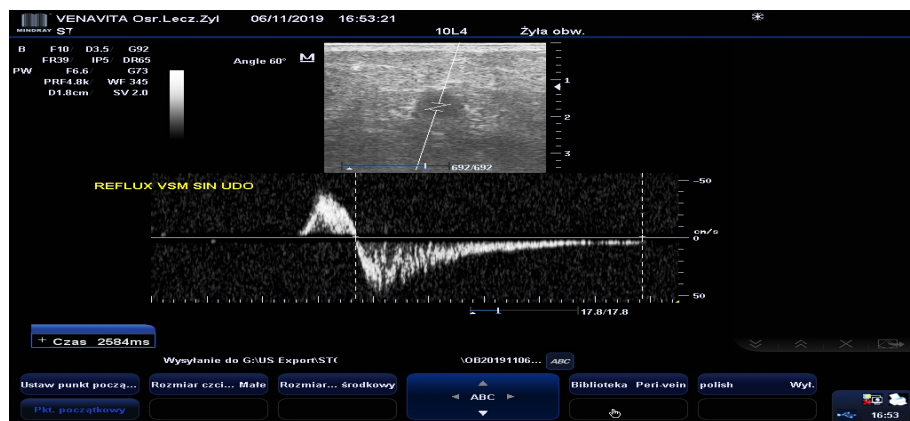 VENAVITA Osr.Lecz.Zyl 06/11/2019 16:53:21
MINDRAY ST 10L4 Żyła obw.
B F10/ D3.5/ G92
FR39/ IP5/ DR65
PW F6.6/ G73
PRF4.8k/ WF 345
D1.8cm/ SV 2.0
Angle 60° M
1
2
3
692/692
REFLUX VSM SIN UDO
-50
cm/s
0
50
17.8/17.8
+ Czas 2584ms
Wysyłanie do G:\US Export\ST( \OB20191106... ABC
Ustaw punkt począ... Rozmiar czci... Małe Rozmiar... środkowy ABC Biblioteka Peri-vein polish Wył.
Pkt. początkowy
16:53